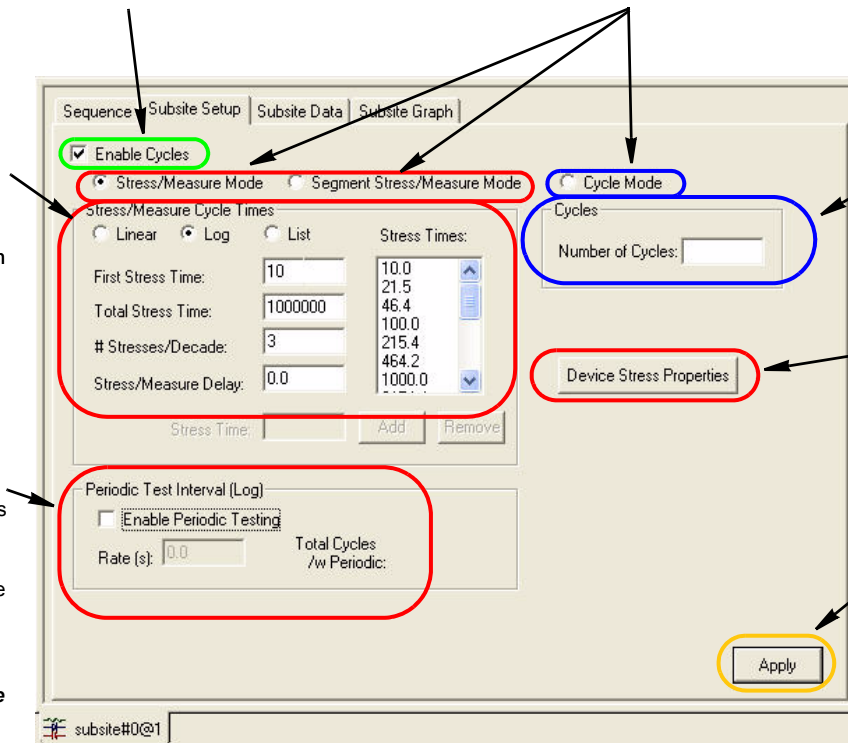 Sequence Subsite Setup Subsite Data Subsite Graph
Enable Cycles
Stress/Measure Mode Segment Stress/Measure Mode Cycle Mode
Stress/Measure Cycle Times
Cycles
Linear Log List Stress Times:
Number of Cycles:
First Stress Time: 10
Total Stress Time: 1000000
# Stresses/Decade: 3
Stress/Measure Delay: 0.0
10.0
21.5
46.4
100.0
215.4
464.2
1000.0
Device Stress Properties
Stress Time: Add Remove
Periodic Test Interval (Log)
Enable Periodic Testing
Rate (s): 0.0
Total Cycles
/w Periodic:
Apply
subsite#0@1